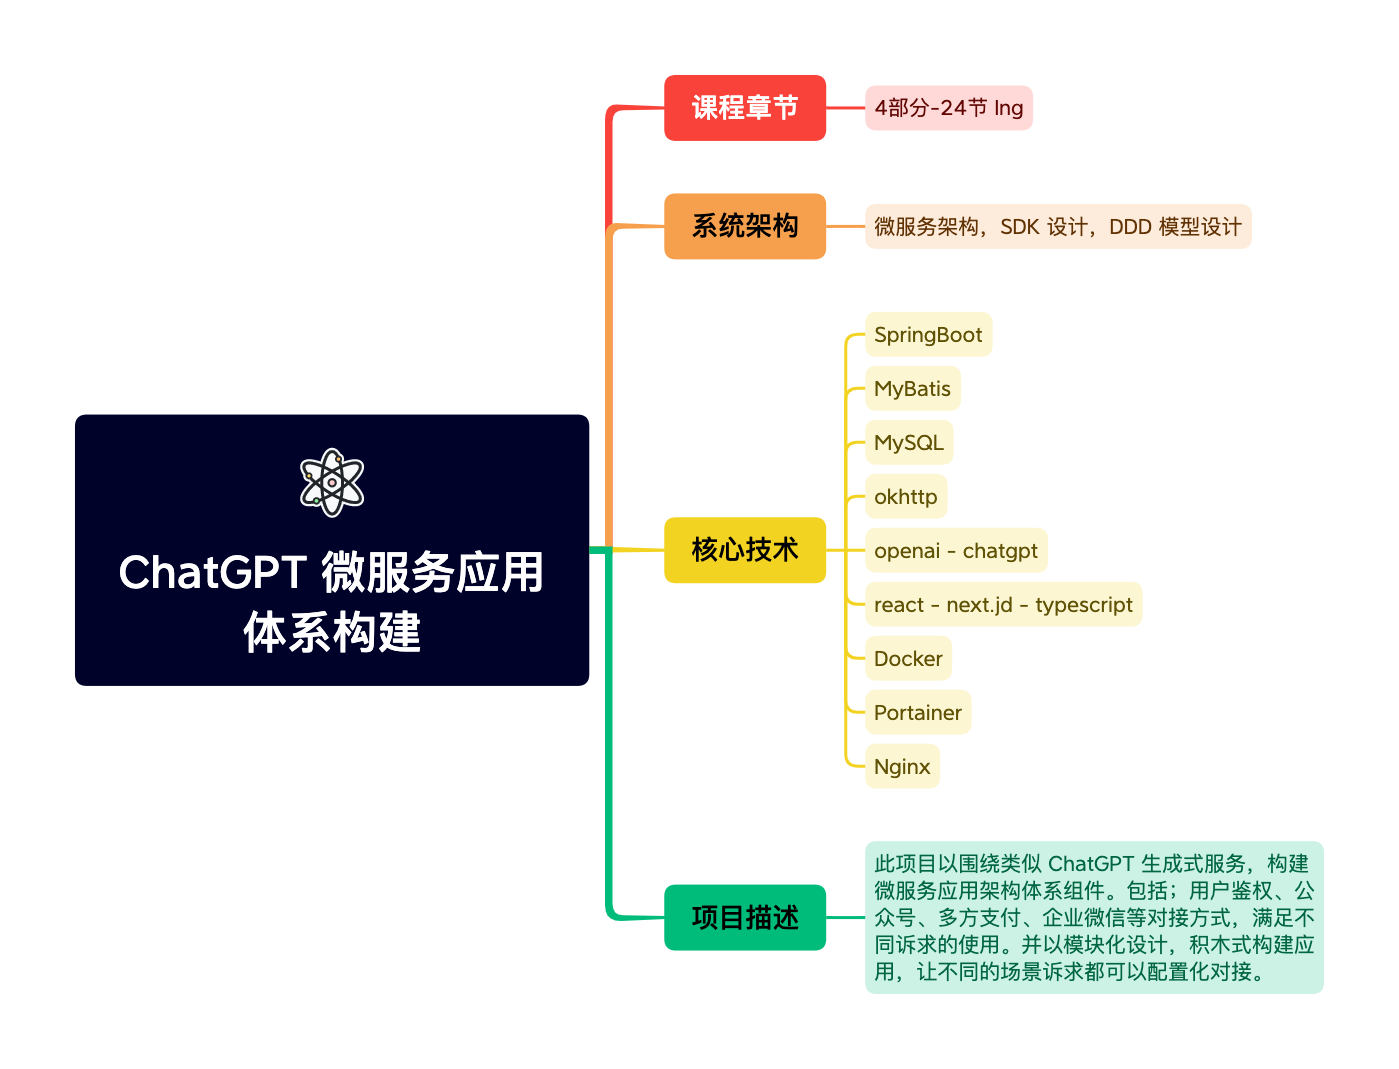 ChatGPT 微服务应用
体系构建
课程章节
4部分-24节 Ing
系统架构
微服务架构，SDK 设计，DDD 模型设计
核心技术
SpringBoot
MyBatis
MySQL
okhttp
openai - chatgpt
react - next.jd - typescript
Docker
Portainer
Nginx
项目描述
此项目以围绕类似 ChatGPT 生成式服务，构建
微服务应用架构体系组件。包括；用户鉴权、公
众号、多方支付、企业微信等对接方式，满足不
同诉求的使用。并以模块化设计，积木式构建应
用，让不同的场景诉求都可以配置化对接。